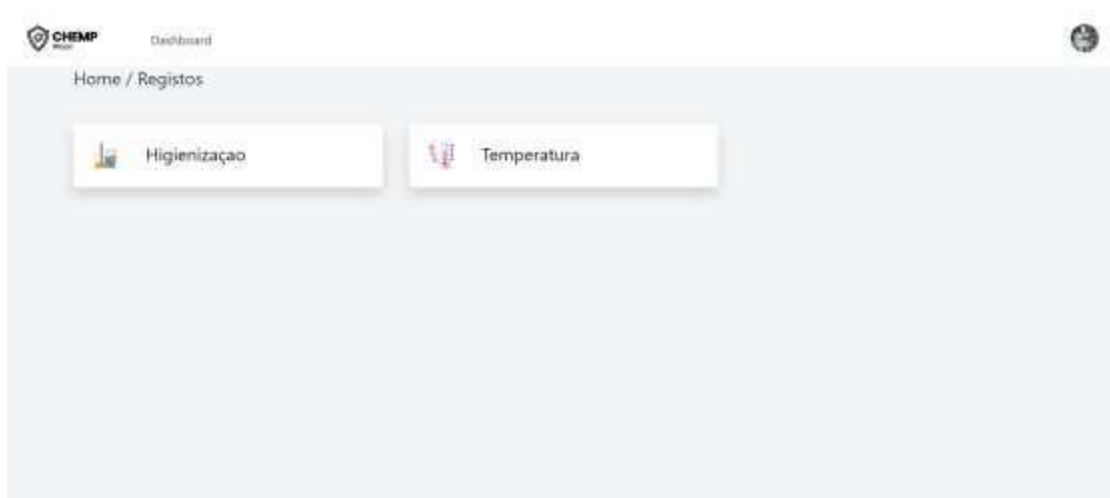 CHEMP
Dashboard
Home / Registos
Higienizaçao
Temperatura